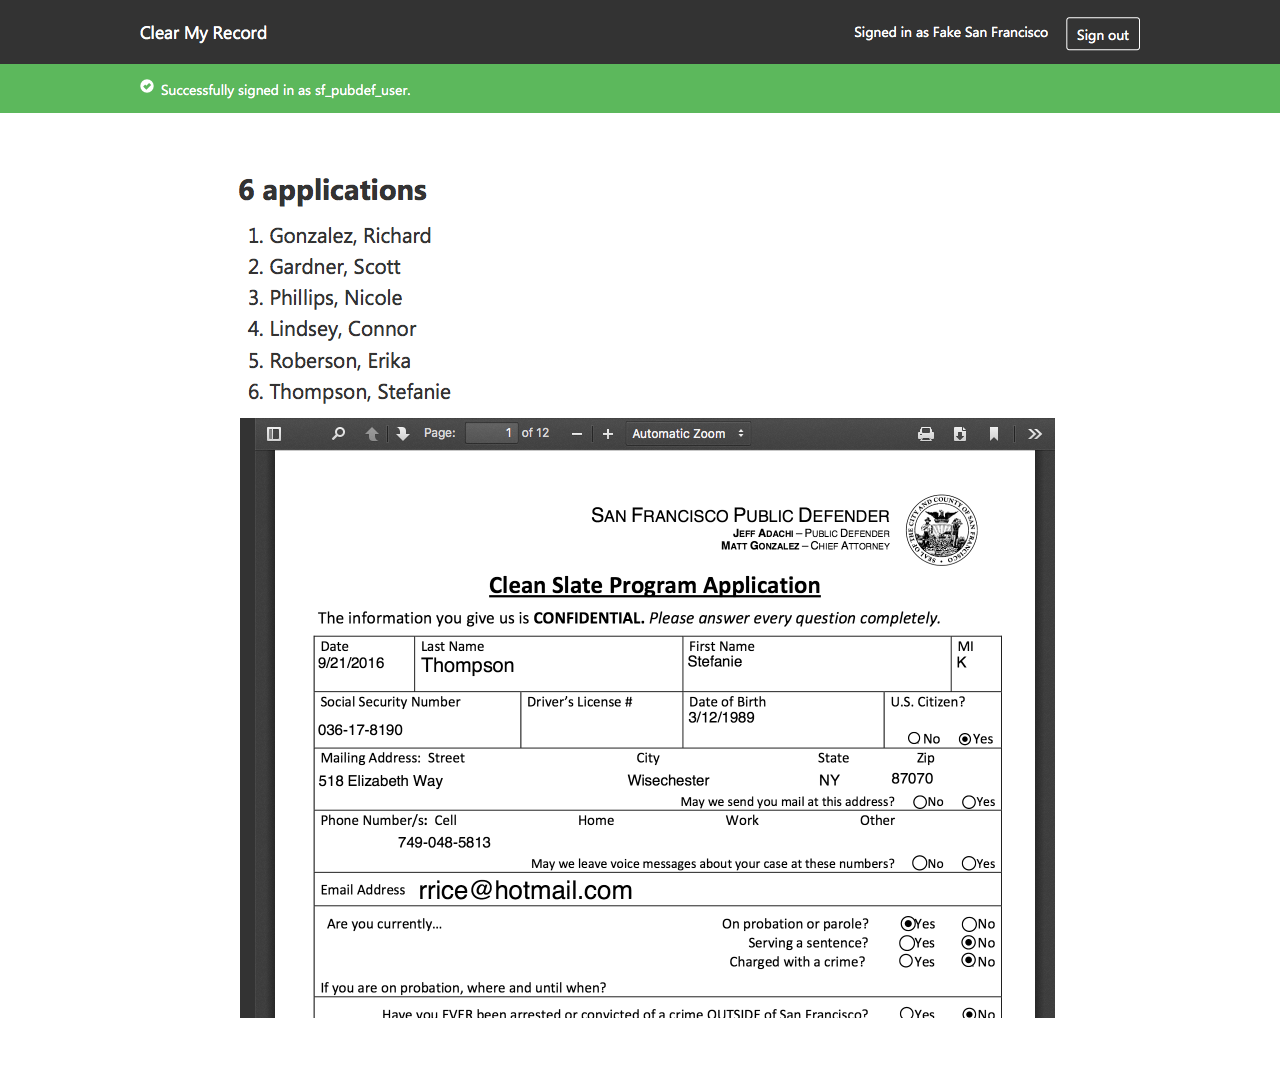 Clear My Record
Signed in as Fake San Francisco
Sign out
Successfully signed in as sf_pubdef_user.
6 applications
1. Gonzalez, Richard
2. Gardner, Scott
3. Phillips, Nicole
4. Lindsey, Connor
5. Roberson, Erika
6. Thompson, Stefanie
Page: 1 of 12 Automatic Zoom
SAN FRANCISCO PUBLIC DEFENDER
JEFF ADACHI – PUBLIC DEFENDER
MATT GONZALEZ – CHIEF ATTORNEY
SEAL OF THE CITY AND COUNTY OF SAN FRANCISCO
Clean Slate Program Application
The information you give us is CONFIDENTIAL. Please answer every question completely.
Date Last Name First Name MI
9/21/2016 Thompson Stefanie K
Social Security Number Driver's License # Date of Birth U.S. Citizen?
036-17-8190 3/12/1989
No Yes
Mailing Address: Street City State Zip
518 Elizabeth Way Wisechester NY 87070
May we send you mail at this address? No Yes
Phone Number/s: Cell Home Work Other
749-048-5813
May we leave voice messages about your case at these numbers? No Yes
Email Address rrice@hotmail.com
Are you currently... On probation or parole? Yes No
Serving a sentence? Yes No
Charged with a crime? Yes No
If you are on probation, where and until when?
Have you EVER been arrested or convicted of a crime OUTSIDE of San Francisco? Yes No